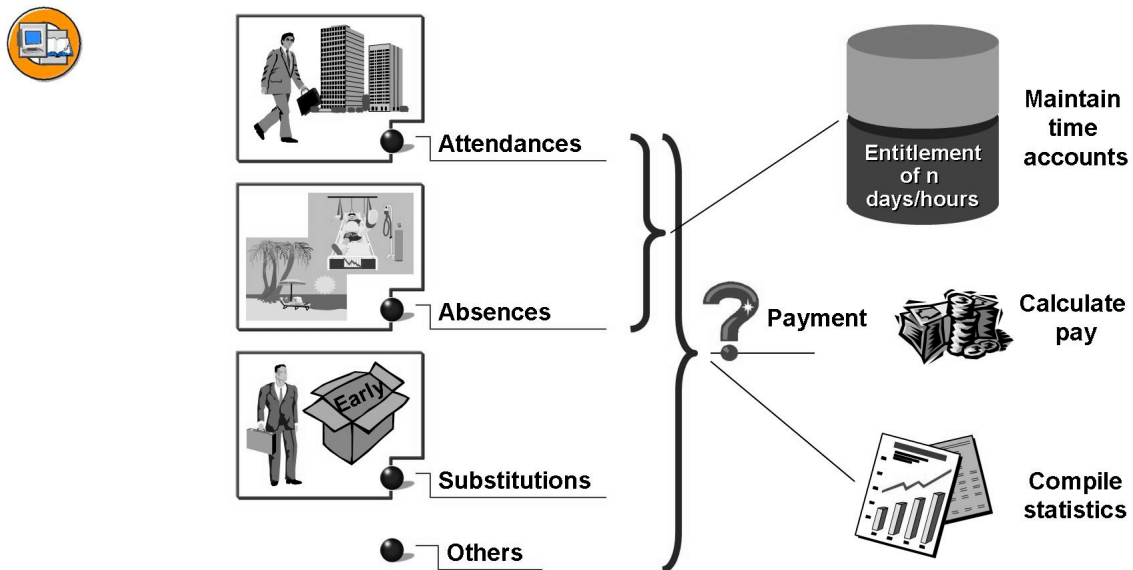 Attendances
Absences
Early
Substitutions
Others
Entitlement
of n
days/hours
Maintain
time
accounts
Payment
Calculate
pay
Compile
statistics